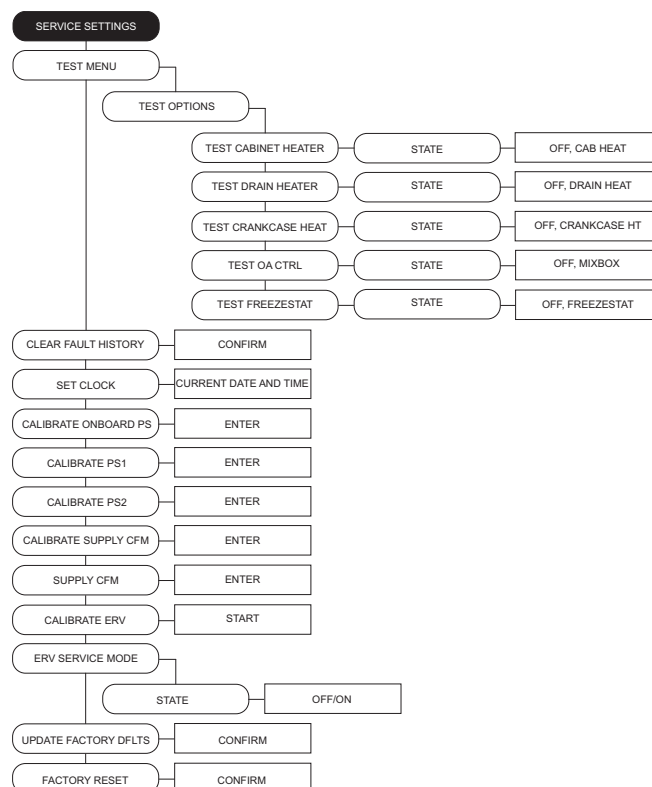 SERVICE SETTINGS
TEST MENU
TEST OPTIONS
TEST CABINET HEATER STATE OFF, CAB HEAT
TEST DRAIN HEATER STATE OFF, DRAIN HEAT
TEST CRANKCASE HEAT STATE OFF, CRANKCASE HT
TEST OA CTRL STATE OFF, MIXBOX
TEST FREEZESTAT STATE OFF, FREEZESTAT
CLEAR FAULT HISTORY CONFIRM
SET CLOCK CURRENT DATE AND TIME
CALIBRATE ONBOARD PS ENTER
CALIBRATE PS1 ENTER
CALIBRATE PS2 ENTER
CALIBRATE SUPPLY CFM ENTER
SUPPLY CFM ENTER
CALIBRATE ERV START
ERV SERVICE MODE
STATE OFF/ON
UPDATE FACTORY DFLTS CONFIRM
FACTORY RESET CONFIRM